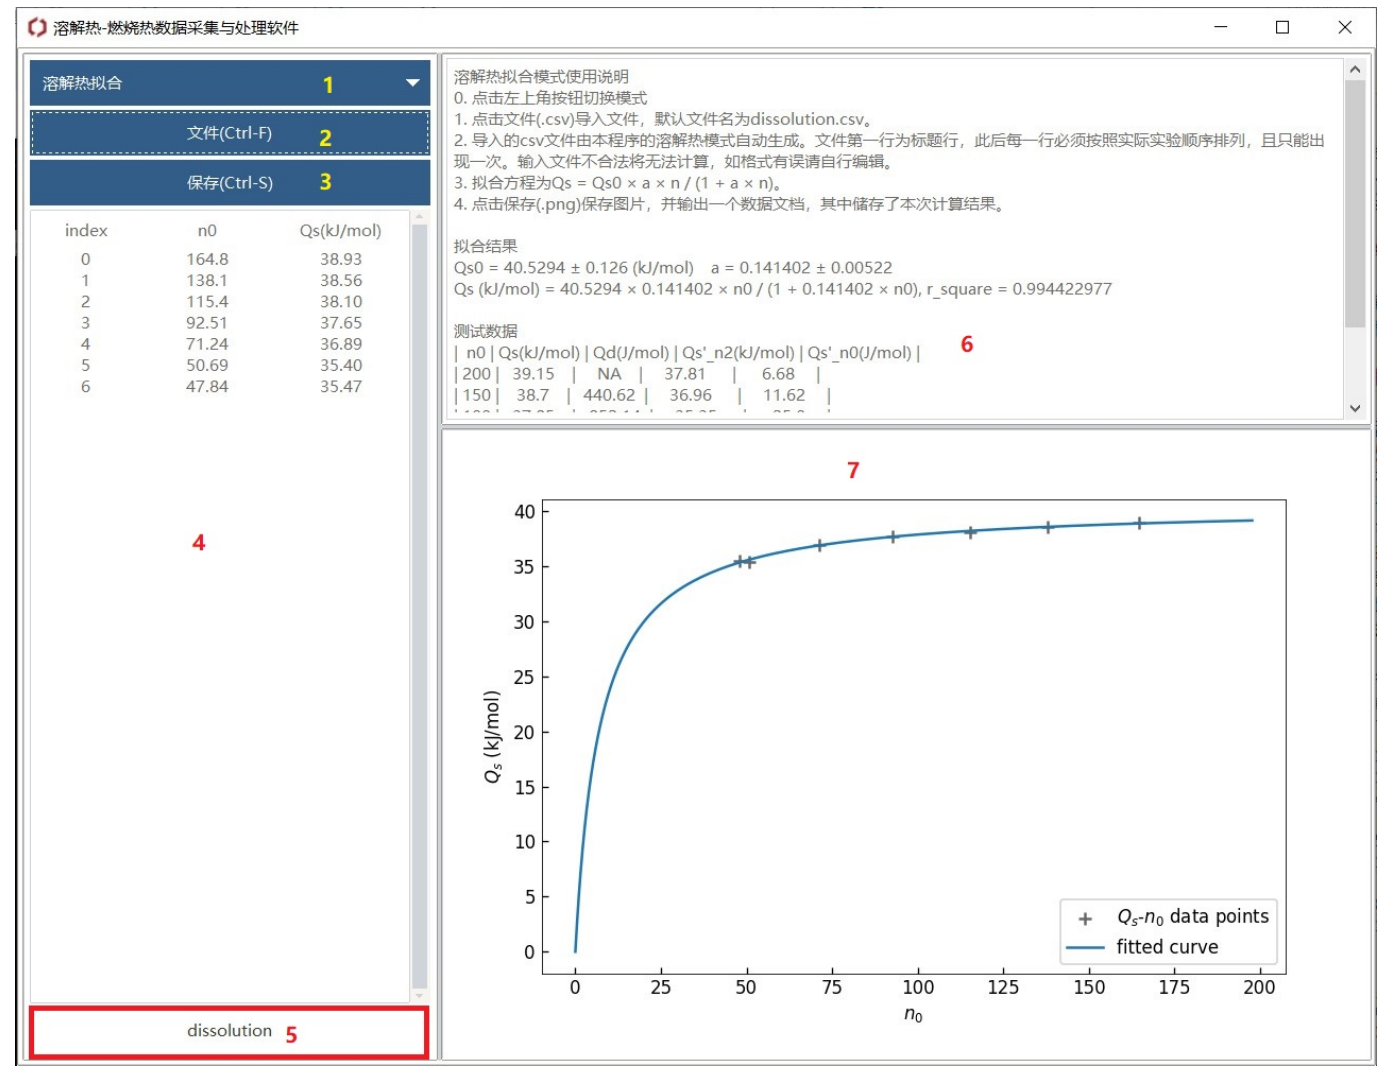 溶解热-燃烧热数据采集与处理软件
溶解热拟合 1
文件(Ctrl-F) 2
保存(Ctrl-S) 3
index n0 Qs(kJ/mol)
0 164.8 38.93
1 138.1 38.56
2 115.4 38.10
3 92.51 37.65
4 71.24 36.89
5 50.69 35.40
6 47.84 35.47
4
dissolution 5
溶解热拟合模式使用说明
0. 点击左上角按钮切换模式
1. 点击文件(.csv)导入文件，默认文件名为dissolution.csv。
2. 导入的csv文件由本程序的溶解热模式自动生成。文件第一行为标题行，此后每一行必须按照实际实验顺序排列，且只能出
现一次。输入文件不合法将无法计算，如格式有误请自行编辑。
3. 拟合方程为Qs = Qs0 × a × n / (1 + a × n)。
4. 点击保存(.png)保存图片，并输出一个数据文档，其中储存了本次计算结果。
拟合结果
Qs0 = 40.5294 ± 0.126 (kJ/mol) a = 0.141402 ± 0.00522
Qs (kJ/mol) = 40.5294 × 0.141402 × n0 / (1 + 0.141402 × n0), r_square = 0.994422977
测试数据
| n0 | Qs(kJ/mol) | Qd(J/mol) | Qs'_n2(kJ/mol) | Qs'_n0(J/mol) |
6
| 200 | 39.15 | NA | 37.81 | 6.68 |
| 150 | 38.7 | 440.62 | 36.96 | 11.62 |
7
40
35
30
25
20
15
10
5
0
Qs (kJ/mol)
Qs-n0 data points
fitted curve
0 25 50 75 100 125 150 175 200
n0